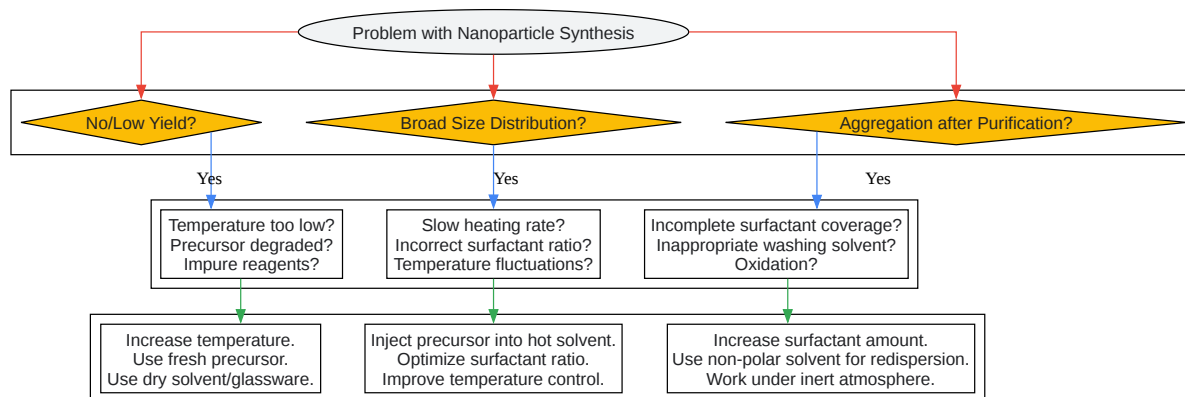 Problem with Nanoparticle Synthesis
No/Low Yield?
Broad Size Distribution?
Aggregation after Purification?
Yes
Yes
Yes
Temperature too low?
Precursor degraded?
Impure reagents?
Slow heating rate?
Incorrect surfactant ratio?
Temperature fluctuations?
Incomplete surfactant coverage?
Inappropriate washing solvent?
Oxidation?
Increase temperature.
Use fresh precursor.
Use dry solvent/glassware.
Inject precursor into hot solvent.
Optimize surfactant ratio.
Improve temperature control.
Increase surfactant amount.
Use non-polar solvent for redispersion.
Work under inert atmosphere.